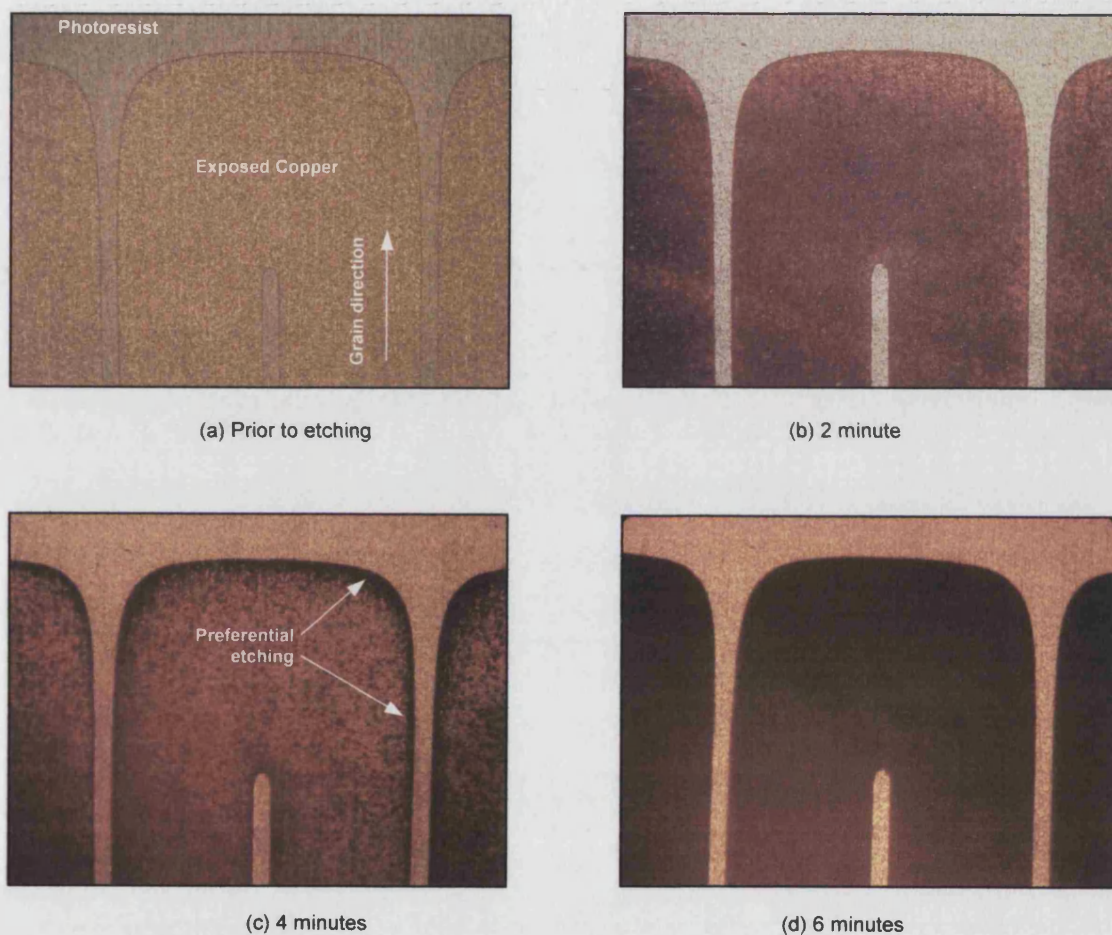 Photoresist
Exposed Copper
Grain direction
(a) Prior to etching
(b) 2 minute
Preferential
etching
(c) 4 minutes
(d) 6 minutes